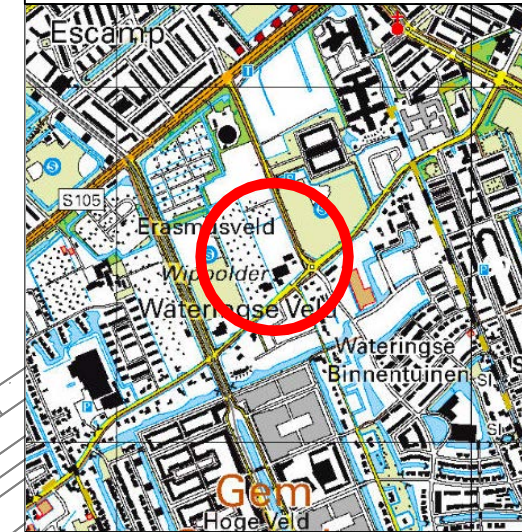 Escamp
S105
Erasmusveld
Wippolder
Wateringse Veld
Wateringse
Binnentuinen
Gem
Hoge Veld